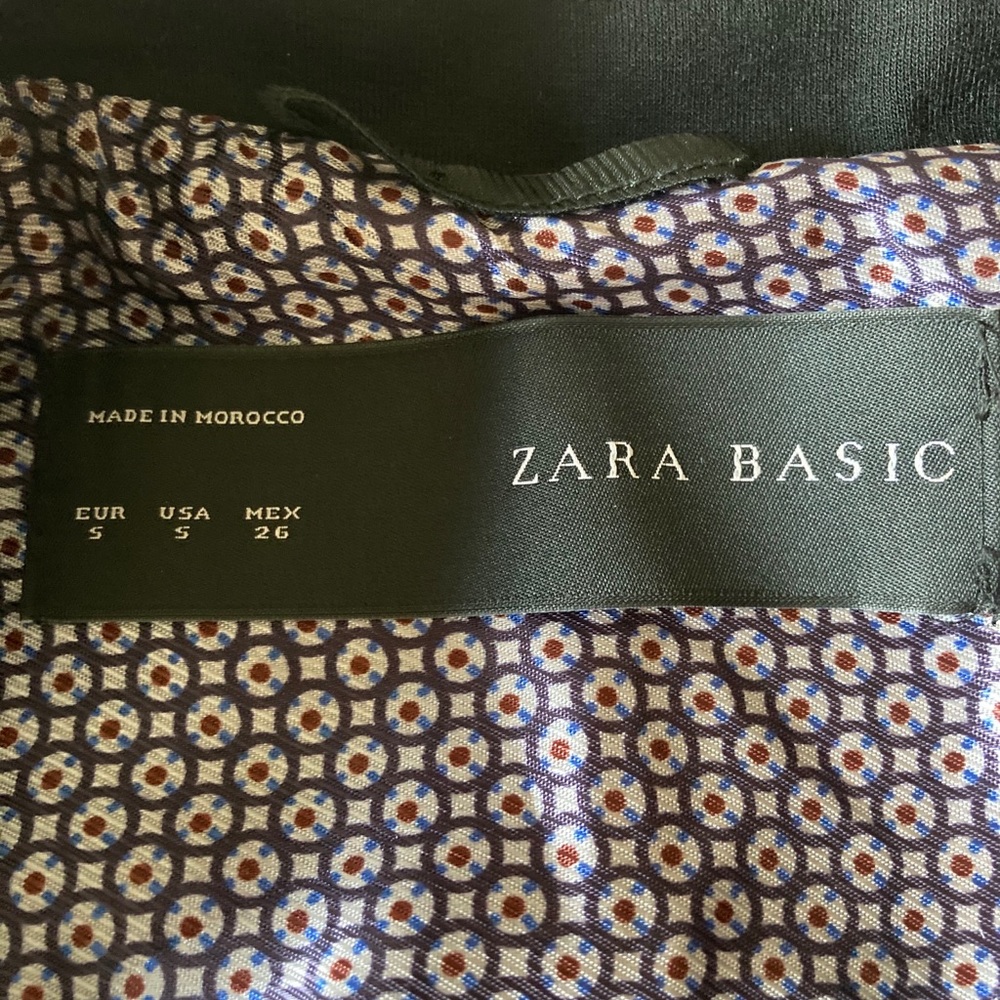 MADE IN MOROCCO
ZARA BASIC
EUR USA MEX
S S 26